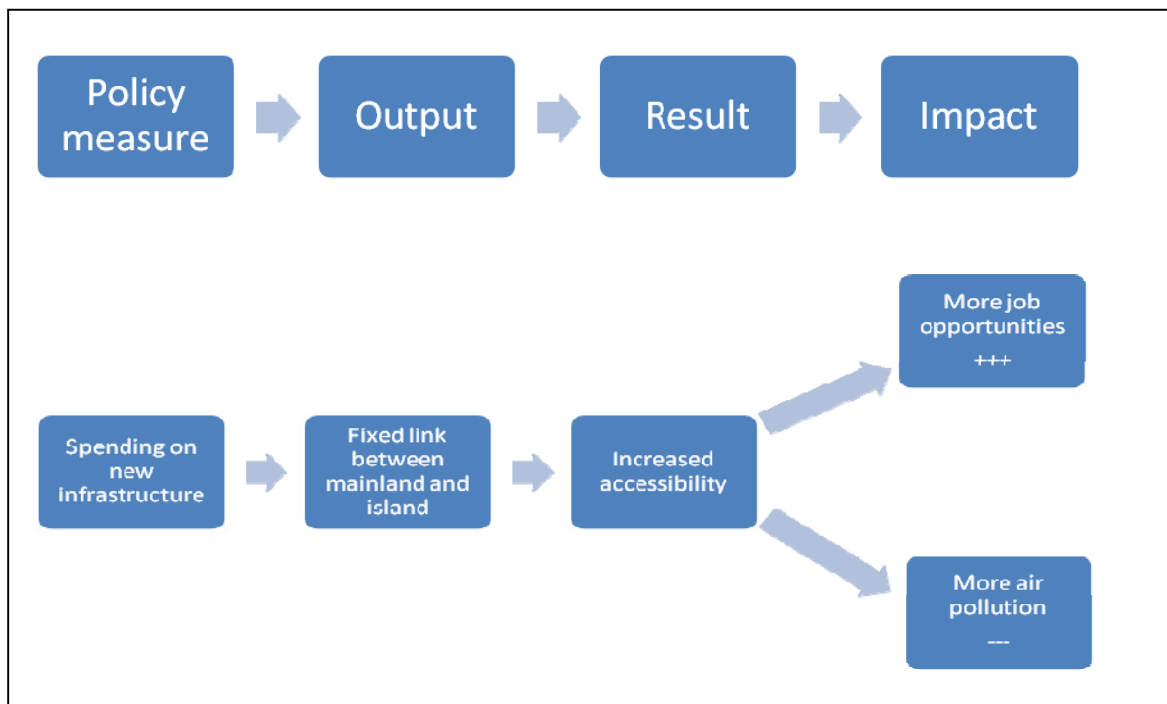 Policy
measure
Output
Result
Impact
More job
opportunities
+++
Spending on
new
infrastructure
Fixed link
between
mainland and
island
Increased
accessibility
More air
pollution
---